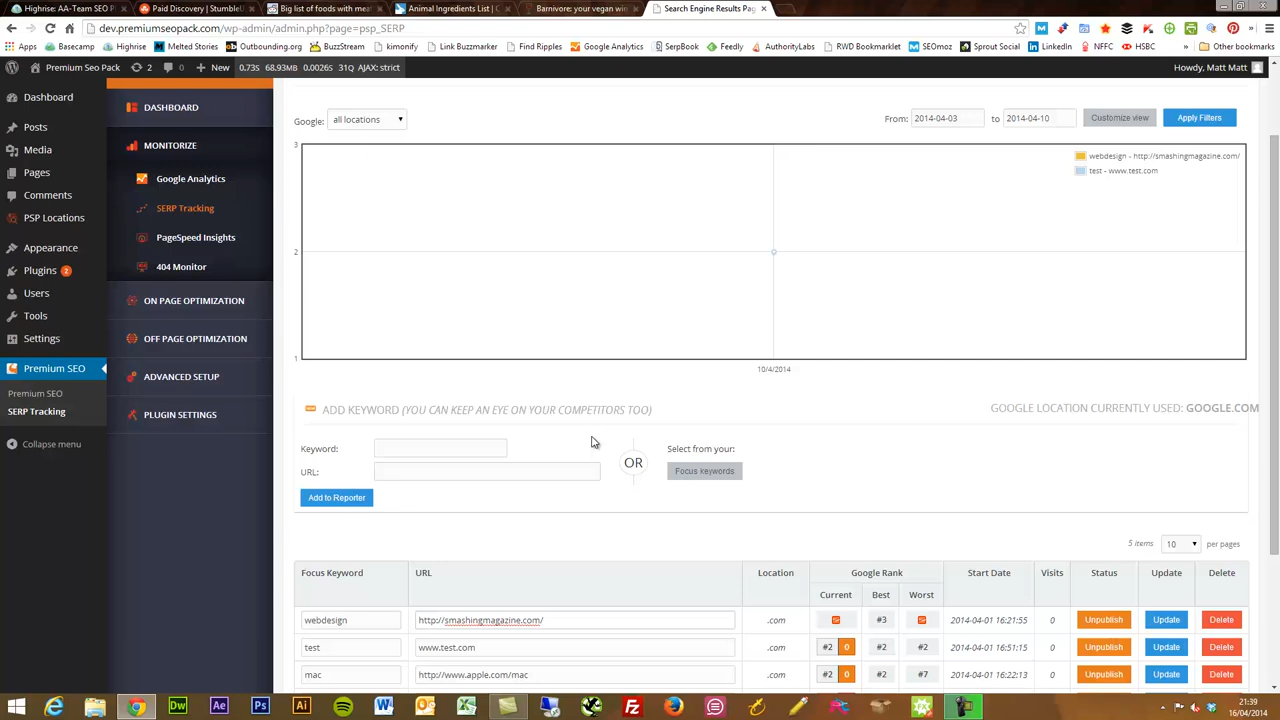 Highrise: AA-Team SEO P
Paid Discovery | StumbleU
Big list of foods with meat
Animal Ingredients List |
Barnivore: your vegan win
Search Engine Results Pag
dev.premiumseopack.com/wp-admin/admin.php?page=psp_SERP
Apps Basecamp Highrise Melted Stories Outbounding.org BuzzStream kimonify Link Buzzmarker Find Ripples Google Analytics SerpBook Feedly AuthorityLabs RWD Bookmarklet SEOmoz Sprout Social LinkedIn NFFC HSBC » Other bookmarks
Premium SEO Pack 2 0 + New 0.73s 68.93MB 0.0026s 31Q AJAX: strict Howdy, Matt Matt
Dashboard
Posts
Media
Pages
Comments
PSP Locations
Appearance
Plugins 2
Users
Tools
Settings
Premium SEO
Premium SEO
SERP Tracking
Collapse menu
DASHBOARD
MONITORIZE
Google Analytics
SERP Tracking
PageSpeed Insights
404 Monitor
ON PAGE OPTIMIZATION
OFF PAGE OPTIMIZATION
ADVANCED SETUP
PLUGIN SETTINGS
Google: all locations From: 2014-04-03 to 2014-04-10 Customize view Apply Filters
3
webdesign - http://smashingmagazine.com/
test - www.test.com
2
1
10/4/2014
ADD KEYWORD (YOU CAN KEEP AN EYE ON YOUR COMPETITORS TOO) GOOGLE LOCATION CURRENTLY USED: GOOGLE.COM
Keyword: Select from your:
OR
URL: Focus keywords
Add to Reporter
5 items 10 per pages
Focus Keyword URL Location Google Rank Start Date Visits Status Update Delete
Current Best Worst
webdesign http://smashingmagazine.com/ .com #3 2014-04-01 16:21:55 0 Unpublish Update Delete
test www.test.com .com #2 0 #2 #2 2014-04-01 16:51:15 0 Unpublish Update Delete
mac http://www.apple.com/mac .com #2 0 #2 #7 2014-04-01 16:22:13 0 Unpublish Update Delete
21:39
16/04/2014